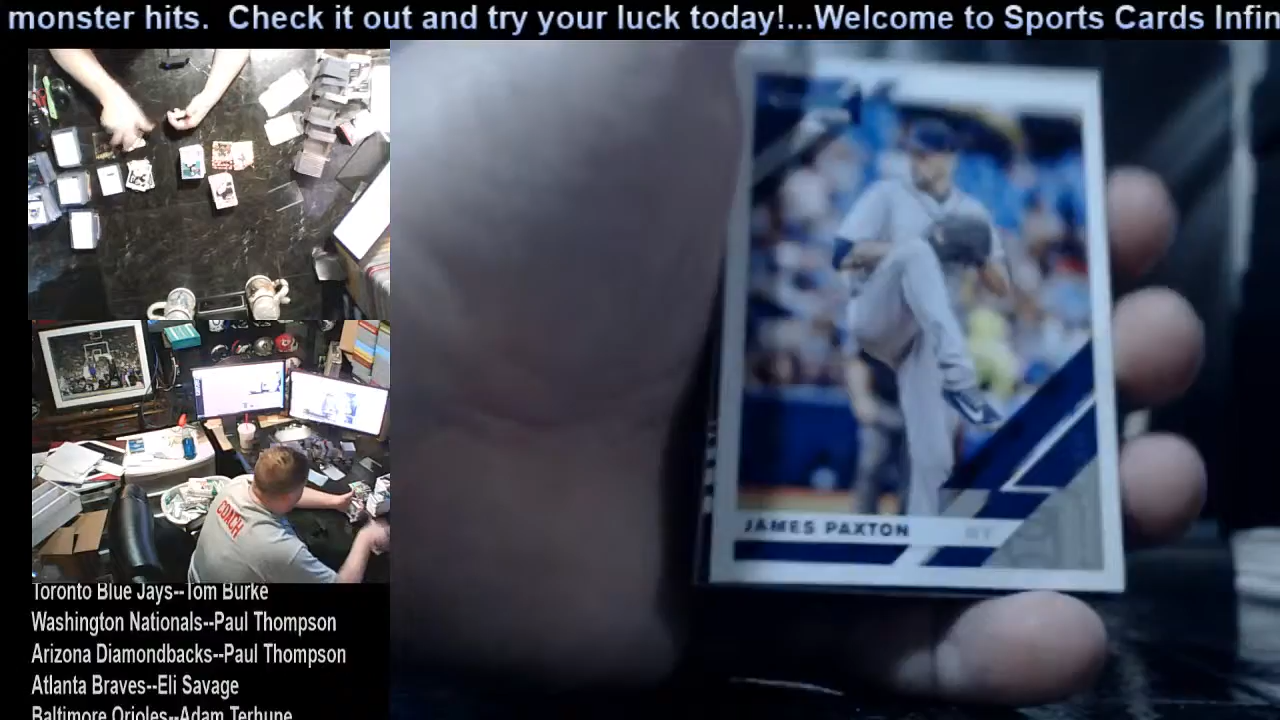 monster hits.  Check it out and try your luck today!...Welcome to Sports Cards Infin
COACH
JAMES PAXTON
NY
Toronto Blue Jays--Tom Burke
Washington Nationals--Paul Thompson
Arizona Diamondbacks--Paul Thompson
Atlanta Braves--Eli Savage
Baltimore Orioles--Adam Terhune